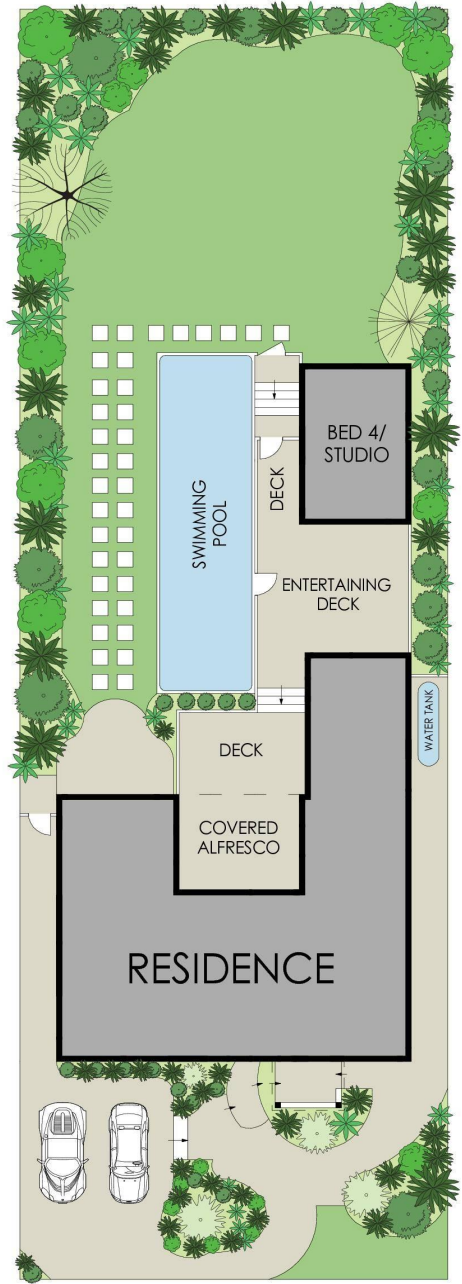 BED 4/
STUDIO
SWIMMING
POOL
DECK
ENTERTAINING
DECK
WATER TANK
DECK
COVERED
ALFRESCO
RESIDENCE